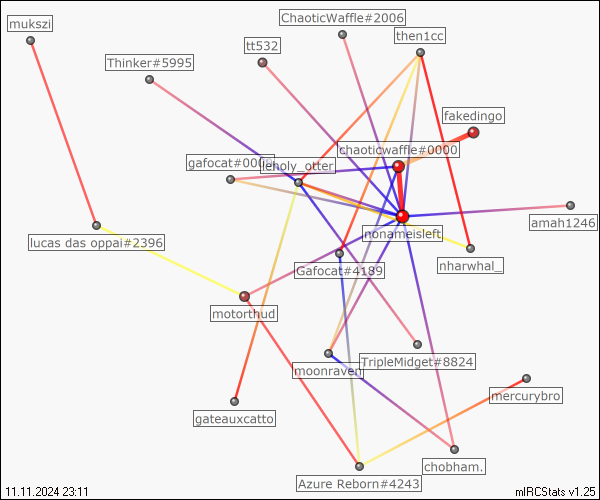 mukszi
ChaoticWaffle#2006
then1cc
tt532
Thinker#5995
fakedingo
chaoticwaffle#0000
gafocat#00
leholy_otter
amah1246
nonameisleft
lucas das oppai#2396
nharwhal_
Gafocat#4189
motorthud
TripleMidget#8824
moonraven
mercurybro
gateauxcatto
chobham.
Azure Reborn#4243
11.11.2024 23:11
mIRCStats v1.25